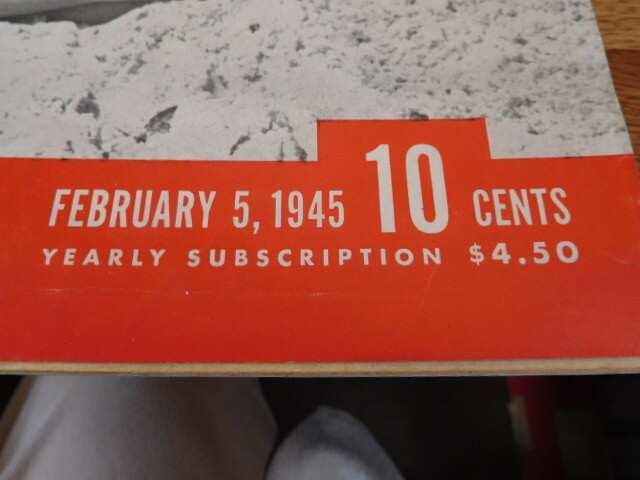 FEBRUARY 5, 1945 10 CENTS
YEARLY SUBSCRIPTION $4.50